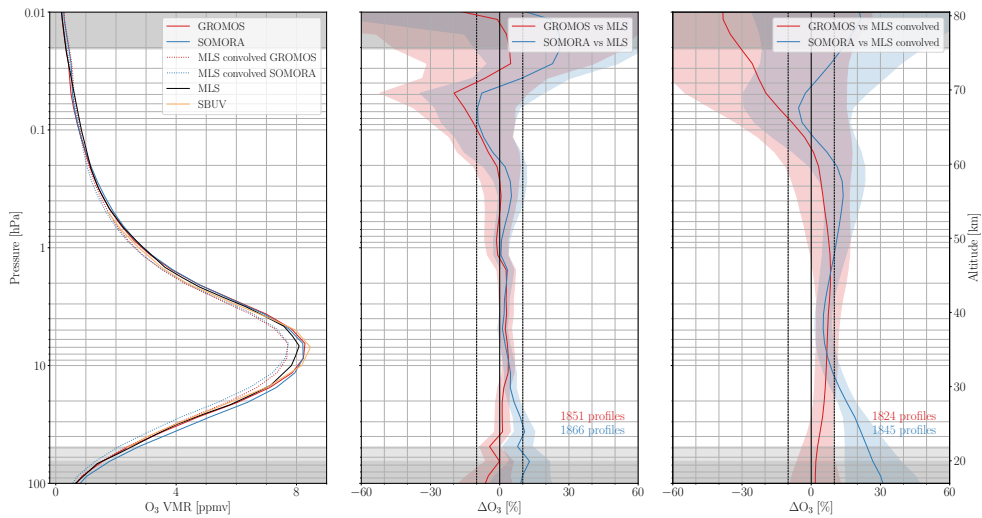 0.01
0.1
1
10
100
Pressure [hPa]
0
4
8
O3 VMR [ppmv]
GROMOS
SOMORA
MLS convolved GROMOS
MLS convolved SOMORA
MLS
SBUV
GROMOS vs MLS
SOMORA vs MLS
1851 profiles
1866 profiles
−60
−30
0
30
60
ΔO3 [%]
GROMOS vs MLS convolved
SOMORA vs MLS convolved
1824 profiles
1845 profiles
−60
−30
0
30
60
ΔO3 [%]
80
70
60
50
40
30
20
Altitude [km]